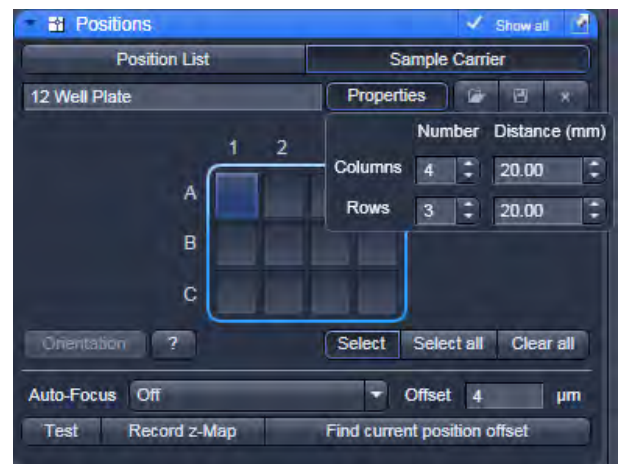 Positions Show all
Position List Sample Carrier
12 Well Plate Properties
Number Distance (mm)
1 2
Columns 4 20.00
A
Rows 3 20.00
B
C
Orientation ? Select Select all Clear all
Auto-Focus Off Offset 4 µm
Test Record z-Map Find current position offset